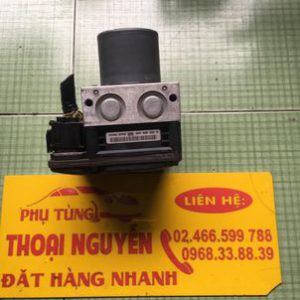 LIÊN HỆ:
PHỤ TÙNG
THOẠI NGUYỄN
02.466.599.788
0968.33.88.39
ĐẶT HÀNG NHANH